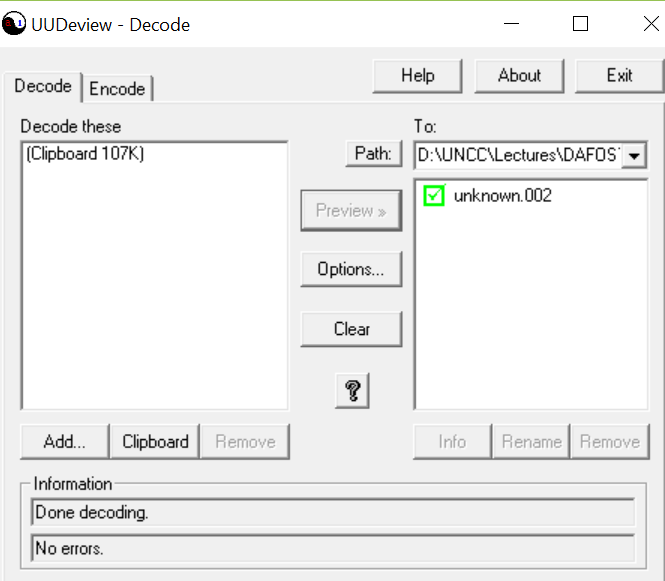 UUDeview - Decode
Help
About
Exit
Decode
Encode
Decode these
To:
(Clipboard 107K)
Path:
D:\UNCC\Lectures\DAFOS
unknown.002
Preview »
Options...
Clear
?
Add...
Clipboard
Remove
Info
Rename
Remove
Information
Done decoding.
No errors.